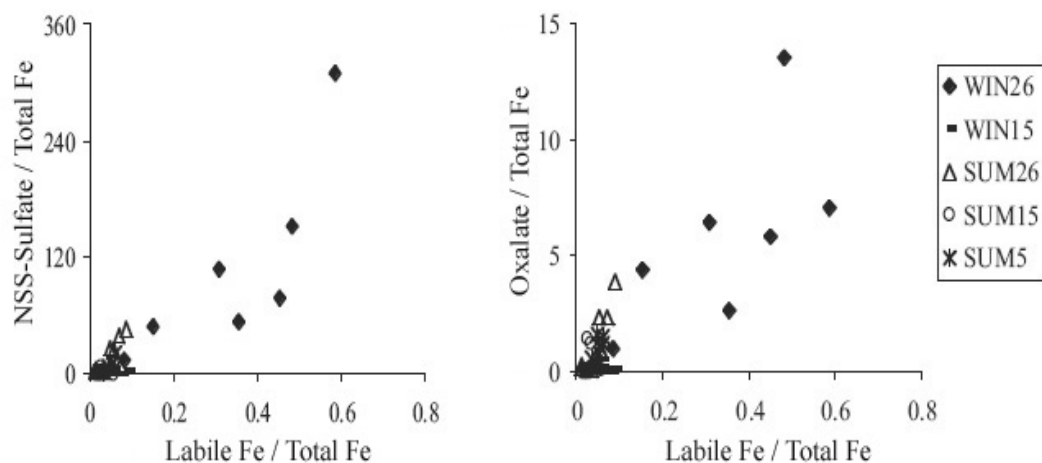 360
240
120
0
NSS-Sulfate / Total Fe
0 0.2 0.4 0.6 0.8
Labile Fe / Total Fe
15
10
5
0
Oxalate / Total Fe
0 0.2 0.4 0.6 0.8
Labile Fe / Total Fe
WIN26
WIN15
SUM26
SUM15
SUM5